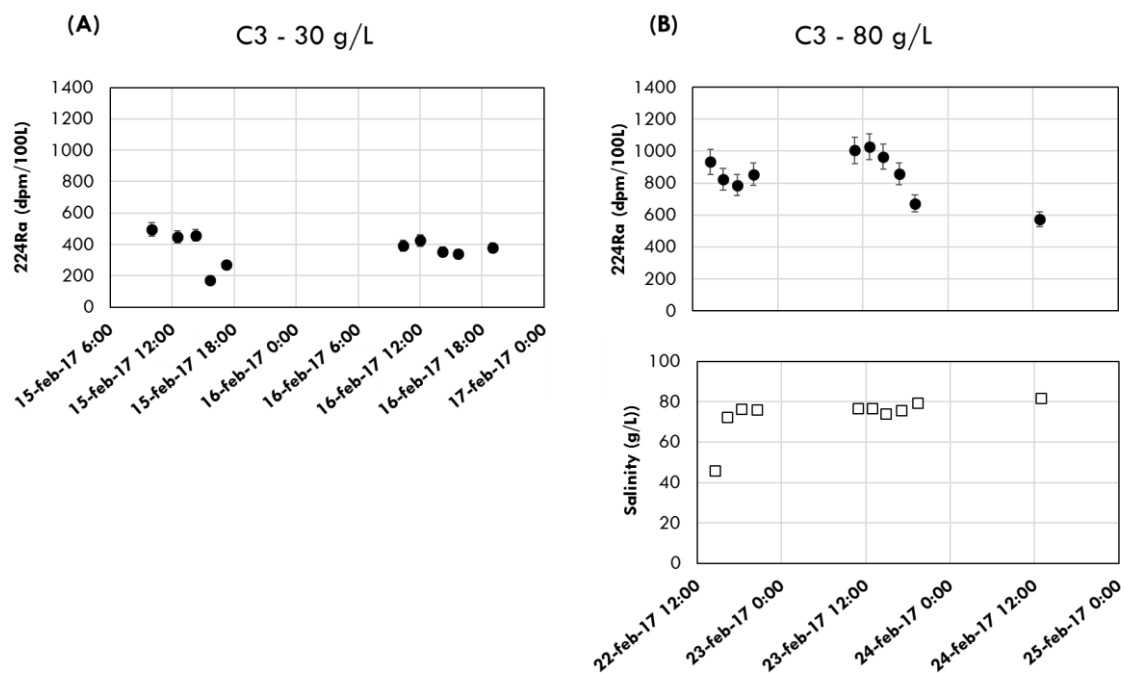 (A)
C3 - 30 g/L
224Ra (dpm/100L)
1400
1200
1000
800
600
400
200
0
15-feb-17 6:00
15-feb-17 12:00
15-feb-17 18:00
16-feb-17 0:00
16-feb-17 6:00
16-feb-17 12:00
16-feb-17 18:00
17-feb-17 0:00
(B)
C3 - 80 g/L
224Ra (dpm/100L)
1400
1200
1000
800
600
400
200
0
Salinity (g/L))
100
80
60
40
20
0
22-feb-17 12:00
23-feb-17 0:00
23-feb-17 12:00
24-feb-17 0:00
24-feb-17 12:00
25-feb-17 0:00